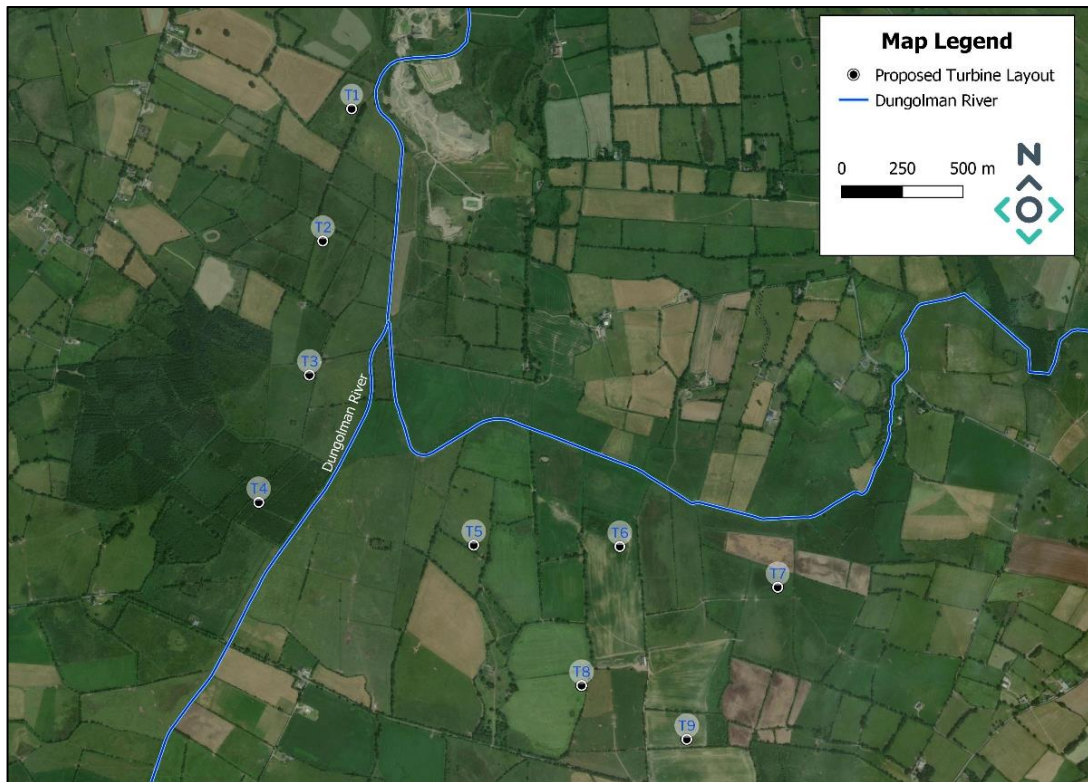 Map Legend
Proposed Turbine Layout
Dungolman River
0 250 500 m
N
T1
T2
T3
Dungolman River
T4
T5
T6
T7
T8
T9